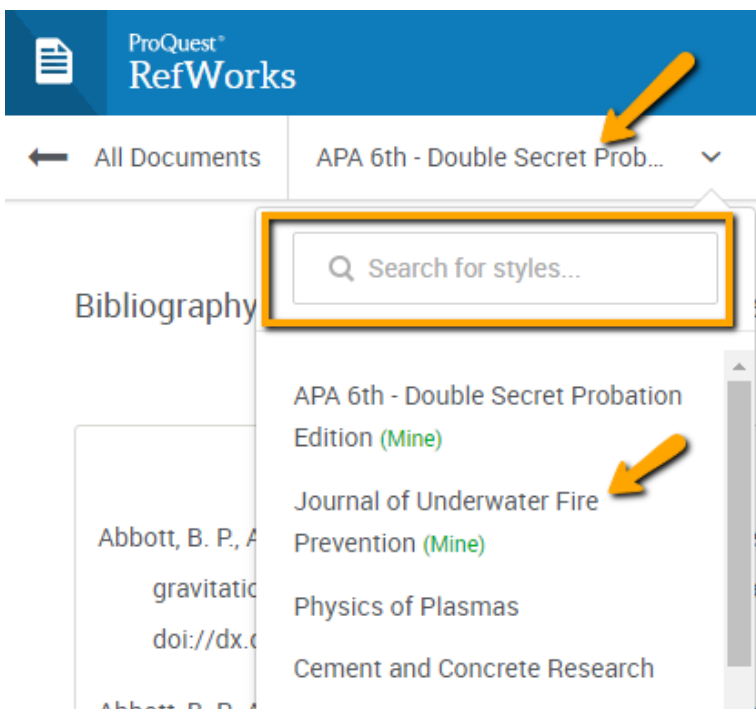 ProQuest®
RefWorks
All Documents
APA 6th - Double Secret Prob...
Search for styles...
Bibliography
APA 6th - Double Secret Probation
Edition (Mine)
Journal of Underwater Fire
Prevention (Mine)
Abbott, B. P., A
gravitatio
Physics of Plasmas
doi://dx.
Cement and Concrete Research
Abbott, B. P., A